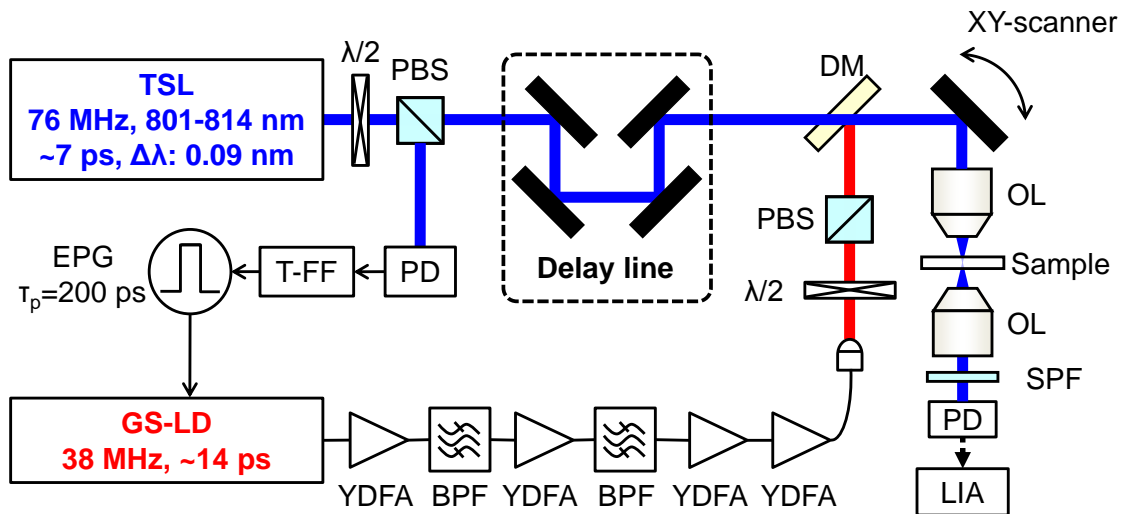 XY-scanner
λ/2
PBS
DM
TSL
76 MHz, 801-814 nm
~7 ps, Δλ: 0.09 nm
OL
PBS
EPG
τp=200 ps
T-FF
PD
Delay line
Sample
λ/2
OL
SPF
GS-LD
38 MHz, ~14 ps
PD
LIA
YDFA
BPF
YDFA
BPF
YDFA
YDFA